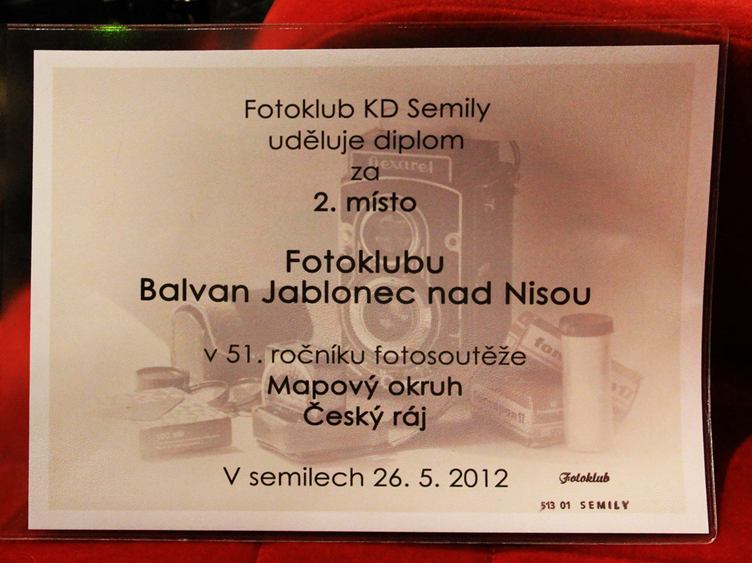 Fotoklub KD Semily
uděluje diplom
za
2. místo
Fotoklubu
Balvan Jablonec nad Nisou
v 51. ročníku fotosoutěže
Mapový okruh
Český ráj
V semilech 26. 5. 2012
Fotoklub
513 01 SEMILY